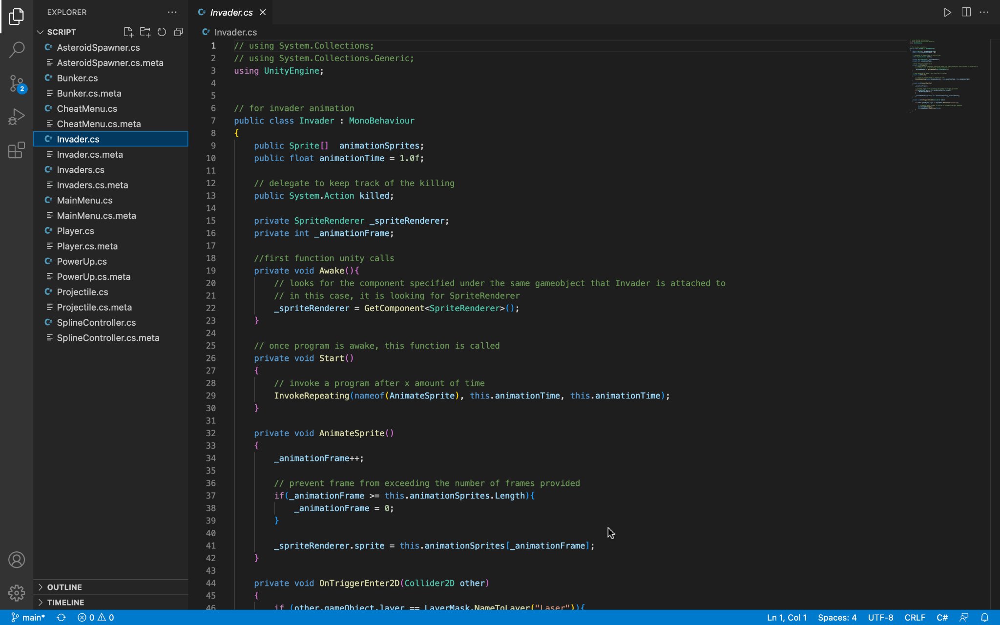 EXPLORER
SCRIPT
AsteroidSpawner.cs
AsteroidSpawner.cs.meta
Bunker.cs
Bunker.cs.meta
CheatMenu.cs
CheatMenu.cs.meta
Invader.cs
Invader.cs.meta
Invaders.cs
Invaders.cs.meta
MainMenu.cs
MainMenu.cs.meta
Player.cs
Player.cs.meta
PowerUp.cs
PowerUp.cs.meta
Projectile.cs
Projectile.cs.meta
SplineController.cs
SplineController.cs.meta
OUTLINE
TIMELINE
2
Invader.cs
Invader.cs
1 // using System.Collections;
2 // using System.Collections.Generic;
3 using UnityEngine;
4
5
6 // for invader animation
7 public class Invader : MonoBehaviour
8 {
9     public Sprite[]  animationSprites;
10     public float animationTime = 1.0f;
11
12     // delegate to keep track of the killing
13     public System.Action killed;
14
15     private SpriteRenderer _spriteRenderer;
16     private int _animationFrame;
17
18     //first function unity calls
19     private void Awake(){
20         // looks for the component specified under the same gameobject that Invader is attached to
21         // in this case, it is looking for SpriteRenderer
22         _spriteRenderer = GetComponent<SpriteRenderer>();
23     }
24
25     // once program is awake, this function is called
26     private void Start()
27     {
28         // invoke a program after x amount of time
29         InvokeRepeating(nameof(AnimateSprite), this.animationTime, this.animationTime);
30     }
31
32     private void AnimateSprite()
33     {
34         _animationFrame++;
35
36         // prevent frame from exceeding the number of frames provided
37         if(_animationFrame >= this.animationSprites.Length){
38             _animationFrame = 0;
39         }
40
41         _spriteRenderer.sprite = this.animationSprites[_animationFrame];
42     }
43
44     private void OnTriggerEnter2D(Collider2D other)
45     {
46         if (other.gameObject.layer == LayerMask.NameToLayer("Laser")){
main* 0 0 Ln 1, Col 1 Spaces: 4 UTF-8 CRLF C#